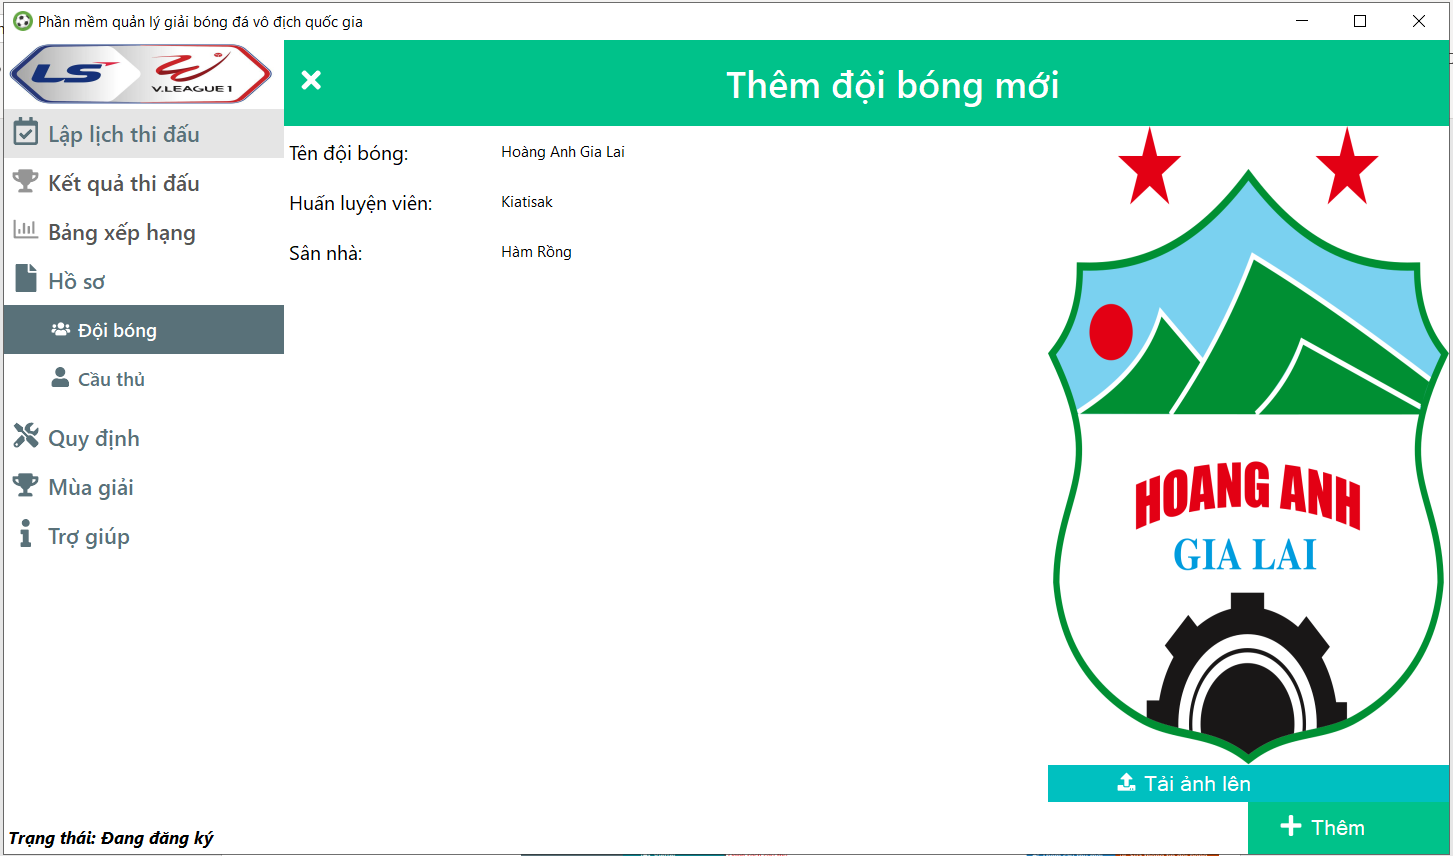 Phần mềm quản lý giải bóng đá vô địch quốc gia
LS
V.LEAGUE 1
Thêm đội bóng mới
Lập lịch thi đấu
Kết quả thi đấu
Bảng xếp hạng
Hồ sơ
Đội bóng
Cầu thủ
Quy định
Mùa giải
Trợ giúp
Tên đội bóng: Hoàng Anh Gia Lai
Huấn luyện viên: Kiatisak
Sân nhà: Hàm Rồng
HOANG ANH
GIA LAI
Tải ảnh lên
Thêm
Trạng thái: Đang đăng ký